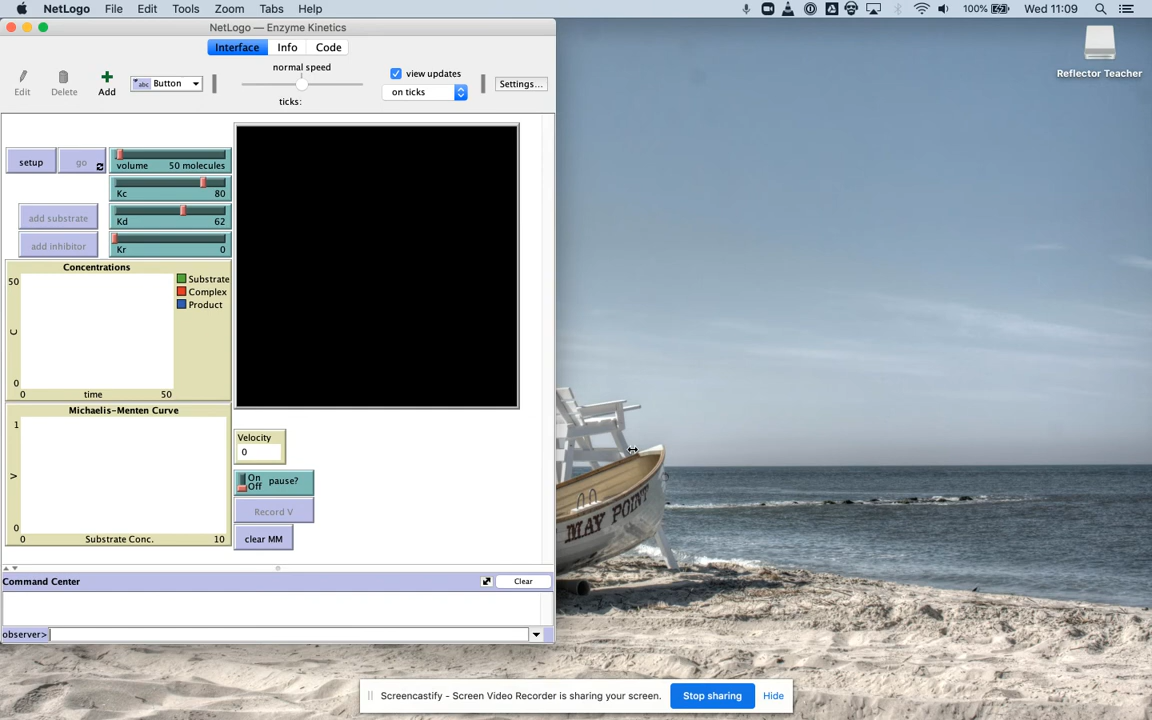 NetLogo File Edit Tools Zoom Tabs Help
100% Wed 11:09
NetLogo — Enzyme Kinetics
Interface Info Code
normal speed
view updates
Edit Delete Add abc Button
on ticks
Settings...
ticks:
setup go
volume 50 molecules
Kc 80
add substrate
Kd 62
add inhibitor
Kr 0
Concentrations
50
C
0
0 time 50
Substrate
Complex
Product
Michaelis-Menten Curve
1
V
0
0 Substrate Conc. 10
Velocity
0
On
Off
pause?
Record V
clear MM
Command Center
Clear
observer>
Reflector Teacher
MAY POINT
Screencastify - Screen Video Recorder is sharing your screen.
Stop sharing
Hide